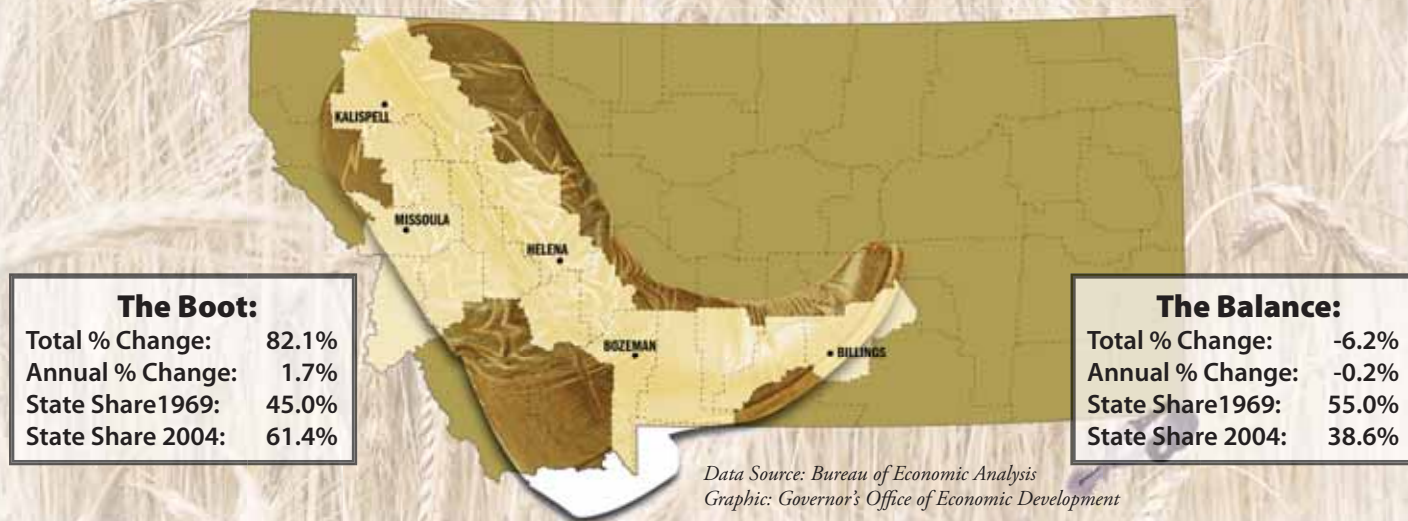 KALISPELL
MISSOULA
HELENA
BOZEMAN
BILLINGS
The Boot:
Total % Change: 82.1%
Annual % Change: 1.7%
State Share1969: 45.0%
State Share 2004: 61.4%
The Balance:
Total % Change: -6.2%
Annual % Change: -0.2%
State Share1969: 55.0%
State Share 2004: 38.6%
Data Source: Bureau of Economic Analysis
Graphic: Governor's Office of Economic Development